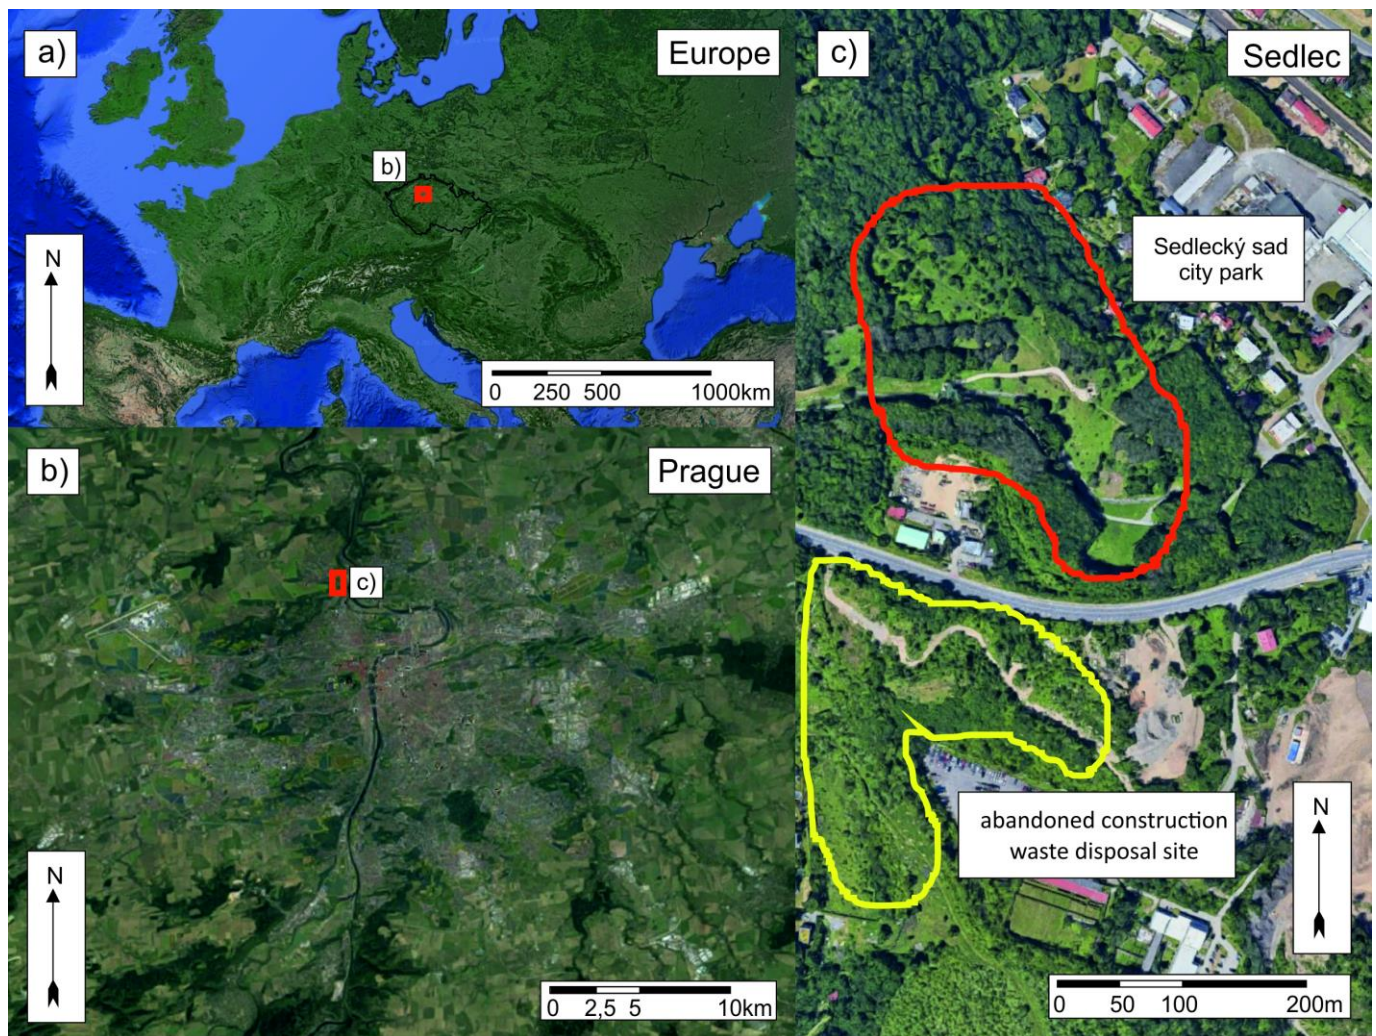 a)
Europe
b)
N
0 250 500 1000km
b)
Prague
c)
N
0 2,5 5 10km
c)
Sedlec
Sedlecký sad
city park
abandoned construction
waste disposal site
N
0 50 100 200m